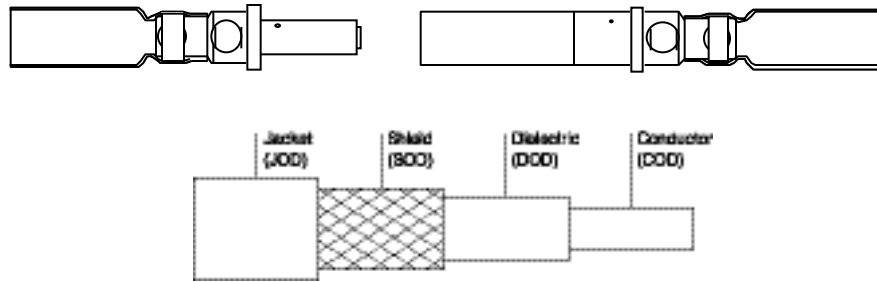 Jacket
(JOD)
Shield
(SOD)
Dielectric
(DOD)
Conductor
(COD)